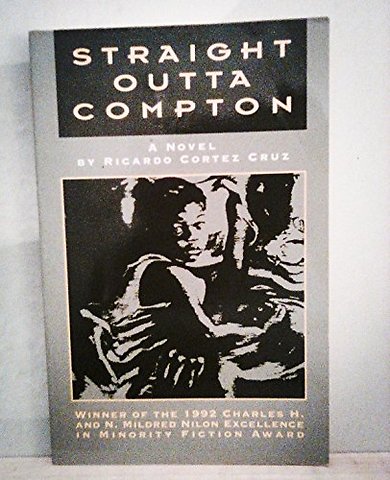 STRAIGHT
OUTTA
COMPTON
A NOVEL
BY RICARDO CORTEZ CRUZ
WINNER OF THE 1992 CHARLES H.
AND N. MILDRED NILON EXCELLENCE
IN MINORITY FICTION AWARD